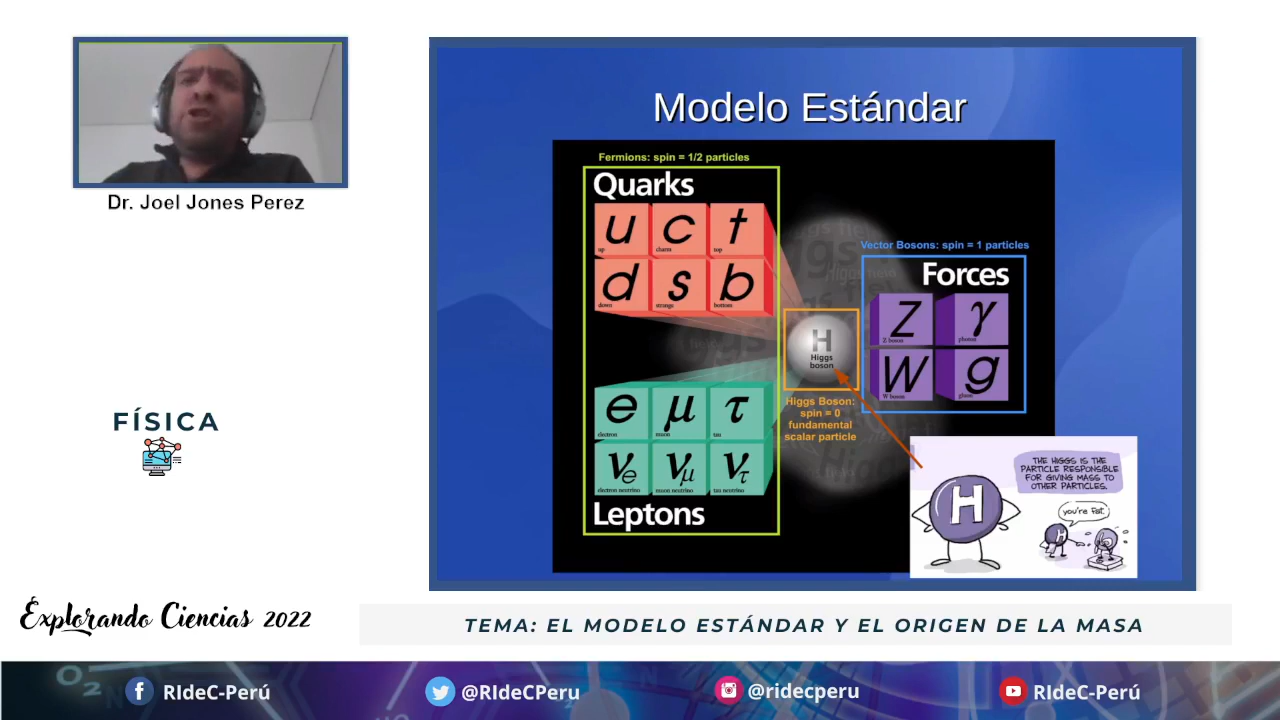 Dr. Joel Jones Perez
FÍSICA
Explorando Ciencias 2022
Modelo Estándar
Fermions: spin = 1/2 particles
Quarks
u c t
up charm top
d s b
down strange bottom
e μ τ
electron muon tau
νe νμ ντ
electron neutrino muon neutrino tau neutrino
Leptons
H
Higgs
boson
Higgs Boson:
spin = 0
fundamental
scalar particle
Vector Bosons: spin = 1 particles
Forces
Z γ
Z boson photon
W g
W boson gluon
H
THE HIGGS IS THE
PARTICLE RESPONSIBLE
FOR GIVING MASS TO
OTHER PARTICLES.
you're fat.
H
TEMA: EL MODELO ESTÁNDAR Y EL ORIGEN DE LA MASA
O2
RIdeC-Perú
@RIdeCPeru
@ridecperu
RIdeC-Perú